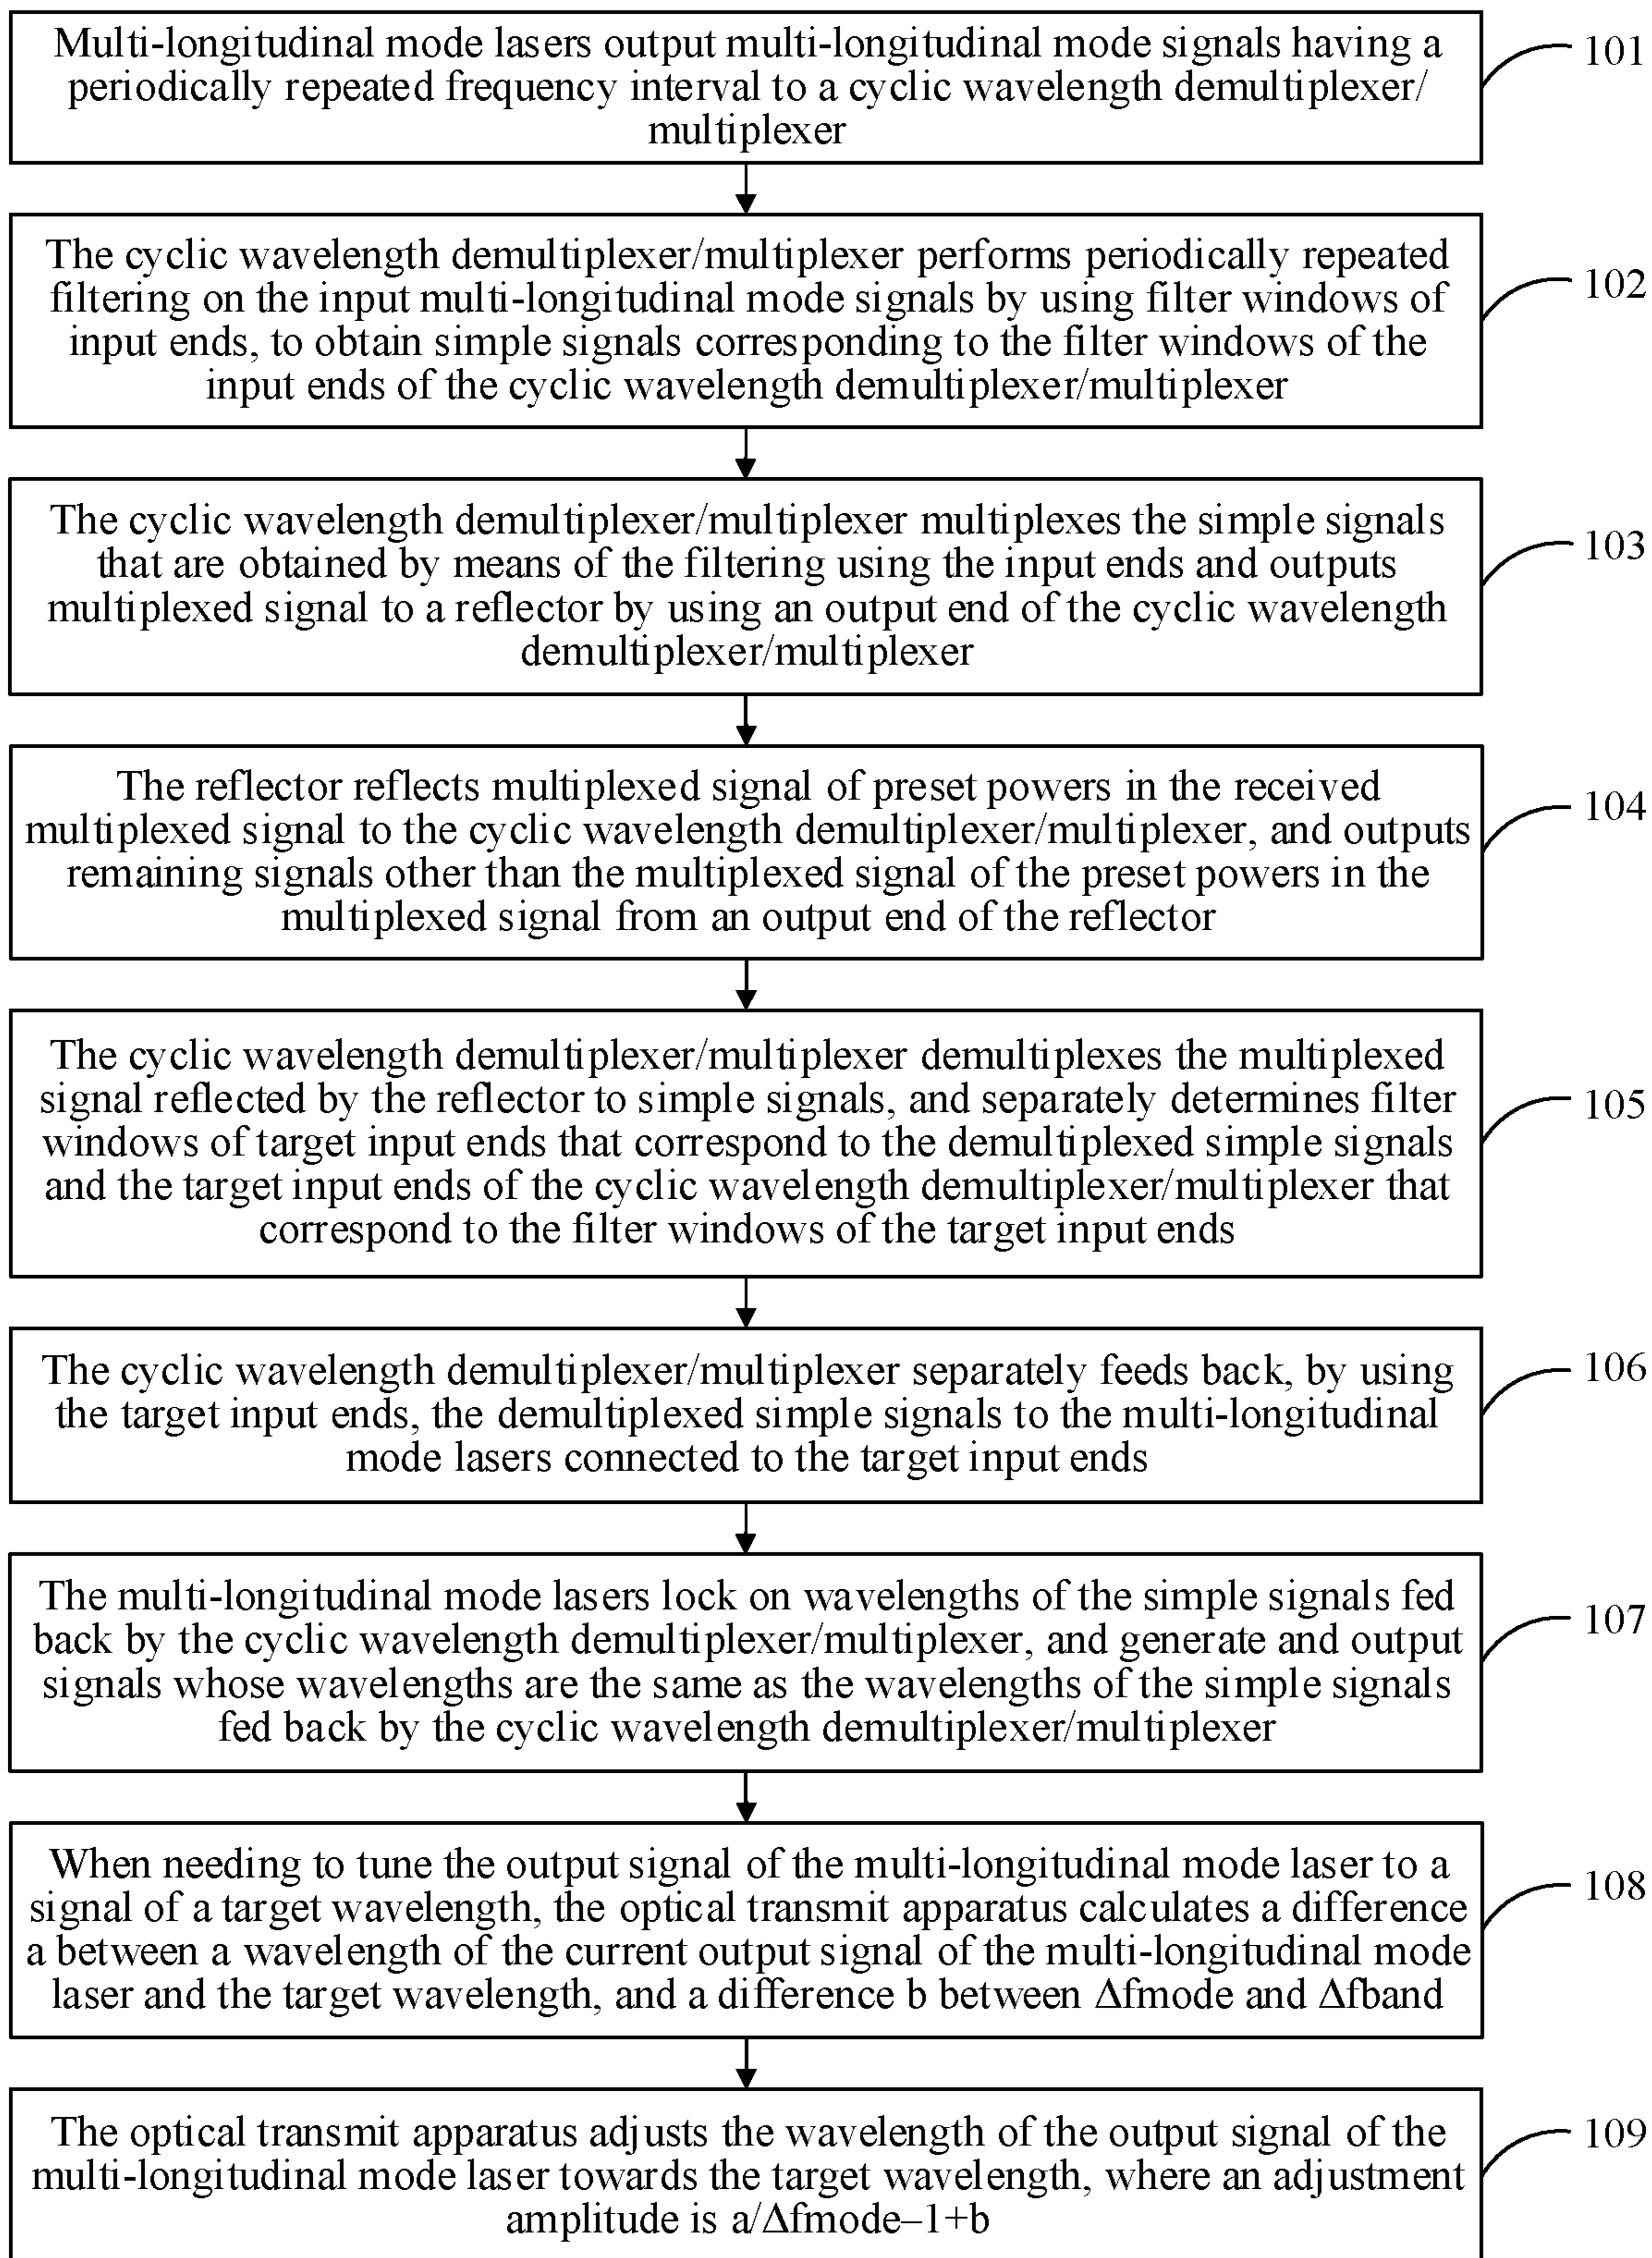 Multi-longitudinal mode lasers output multi-longitudinal mode signals having a
periodically repeated frequency interval to a cyclic wavelength demultiplexer/
multiplexer
101
The cyclic wavelength demultiplexer/multiplexer performs periodically repeated
filtering on the input multi-longitudinal mode signals by using filter windows of
input ends, to obtain simple signals corresponding to the filter windows of the
input ends of the cyclic wavelength demultiplexer/multiplexer
102
The cyclic wavelength demultiplexer/multiplexer multiplexes the simple signals
that are obtained by means of the filtering using the input ends and outputs
multiplexed signal to a reflector by using an output end of the cyclic wavelength
demultiplexer/multiplexer
103
The reflector reflects multiplexed signal of preset powers in the received
multiplexed signal to the cyclic wavelength demultiplexer/multiplexer, and outputs
remaining signals other than the multiplexed signal of the preset powers in the
multiplexed signal from an output end of the reflector
104
The cyclic wavelength demultiplexer/multiplexer demultiplexes the multiplexed
signal reflected by the reflector to simple signals, and separately determines filter
windows of target input ends that correspond to the demultiplexed simple signals
and the target input ends of the cyclic wavelength demultiplexer/multiplexer that
correspond to the filter windows of the target input ends
105
The cyclic wavelength demultiplexer/multiplexer separately feeds back, by using
the target input ends, the demultiplexed simple signals to the multi-longitudinal
mode lasers connected to the target input ends
106
The multi-longitudinal mode lasers lock on wavelengths of the simple signals fed
back by the cyclic wavelength demultiplexer/multiplexer, and generate and output
signals whose wavelengths are the same as the wavelengths of the simple signals
fed back by the cyclic wavelength demultiplexer/multiplexer
107
When needing to tune the output signal of the multi-longitudinal mode laser to a
signal of a target wavelength, the optical transmit apparatus calculates a difference
a between a wavelength of the current output signal of the multi-longitudinal mode
laser and the target wavelength, and a difference b between Δfmode and Δfband
108
The optical transmit apparatus adjusts the wavelength of the output signal of the
multi-longitudinal mode laser towards the target wavelength, where an adjustment
amplitude is a/Δfmode–1+b
109